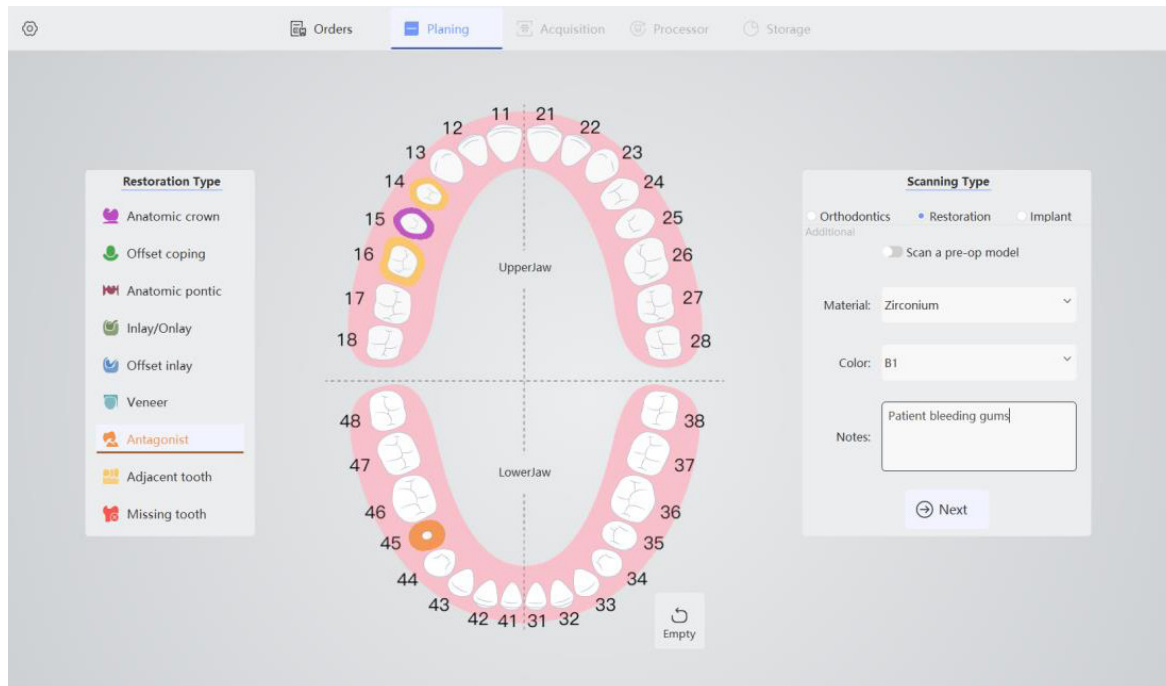 Orders Planing Acquisition Processor Storage
Restoration Type
Anatomic crown
Offset coping
Anatomic pontic
Inlay/Onlay
Offset inlay
Veneer
Antagonist
Adjacent tooth
Missing tooth
11 21
12 22
13 23
14 24
15 25
16 26
UpperJaw
17 27
18 28
48 38
47 37
LowerJaw
46 36
45 35
44 34
43 33
42 41 31 32
Empty
Scanning Type
Orthodontics Restoration Implant
Additional
Scan a pre-op model
Material: Zirconium
Color: B1
Notes: Patient bleeding gums
Next